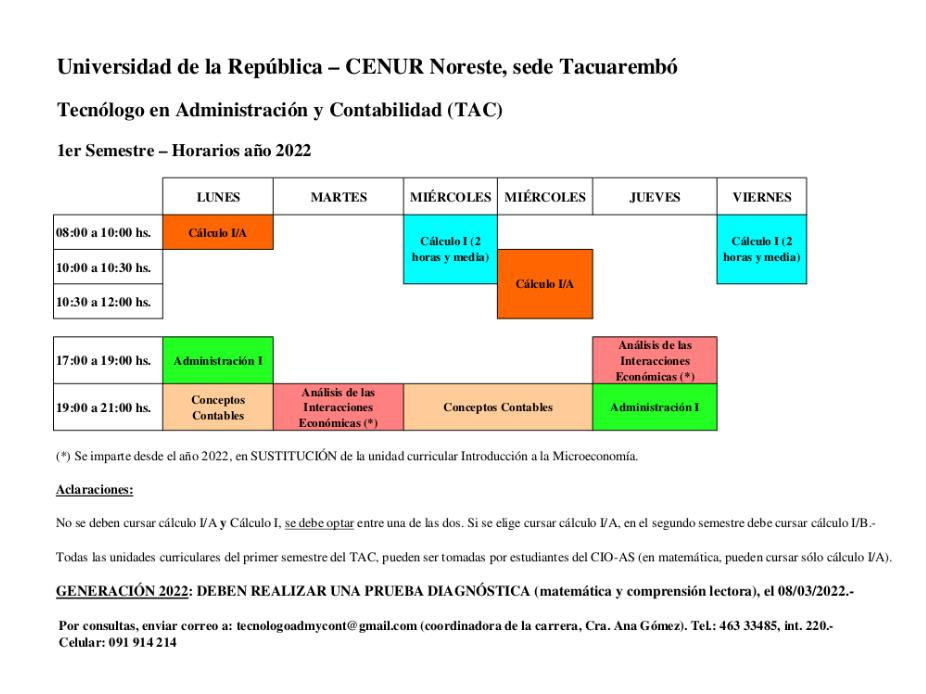 Universidad de la República – CENUR Noreste, sede Tacuarembó
Tecnólogo en Administración y Contabilidad (TAC)
1er Semestre – Horarios año 2022
LUNES MARTES MIÉRCOLES MIÉRCOLES JUEVES VIERNES
08:00 a 10:00 hs. Cálculo I/A
Cálculo I (2
horas y media)
Cálculo I (2
horas y media)
10:00 a 10:30 hs.
Cálculo I/A
10:30 a 12:00 hs.
17:00 a 19:00 hs. Administración I
Análisis de las
Interacciones
Económicas (*)
19:00 a 21:00 hs.
Conceptos
Contables
Análisis de las
Interacciones
Económicas (*)
Conceptos Contables
Administración I
(*) Se imparte desde el año 2022, en SUSTITUCIÓN de la unidad curricular Introducción a la Microeconomía.
Aclaraciones:
No se deben cursar cálculo I/A y Cálculo I, se debe optar entre una de las dos. Si se elige cursar cálculo I/A, en el segundo semestre debe cursar cálculo I/B.-
Todas las unidades curriculares del primer semestre del TAC, pueden ser tomadas por estudiantes del CIO-AS (en matemática, pueden cursar sólo cálculo I/A).
GENERACIÓN 2022: DEBEN REALIZAR UNA PRUEBA DIAGNÓSTICA (matemática y comprensión lectora), el 08/03/2022.-
Por consultas, enviar correo a: tecnologoadmycont@gmail.com (coordinadora de la carrera, Cra. Ana Gómez). Tel.: 463 33485, int. 220.-
Celular: 091 914 214